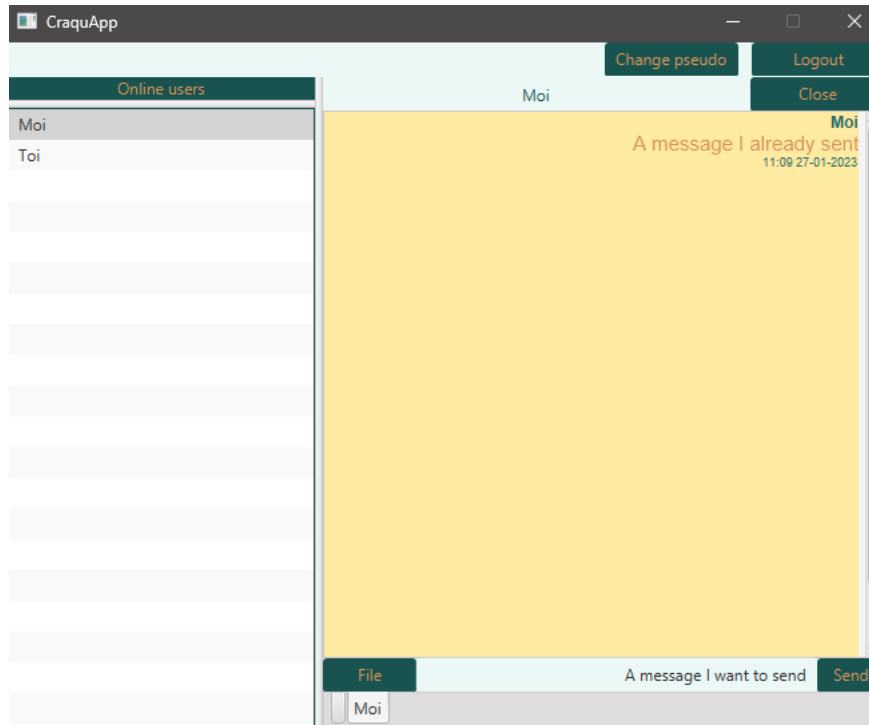 CraquApp
Change pseudo Logout
Online users
Moi
Toi
Moi Close
Moi
A message I already sent
11:09 27-01-2023
File A message I want to send Send
Moi